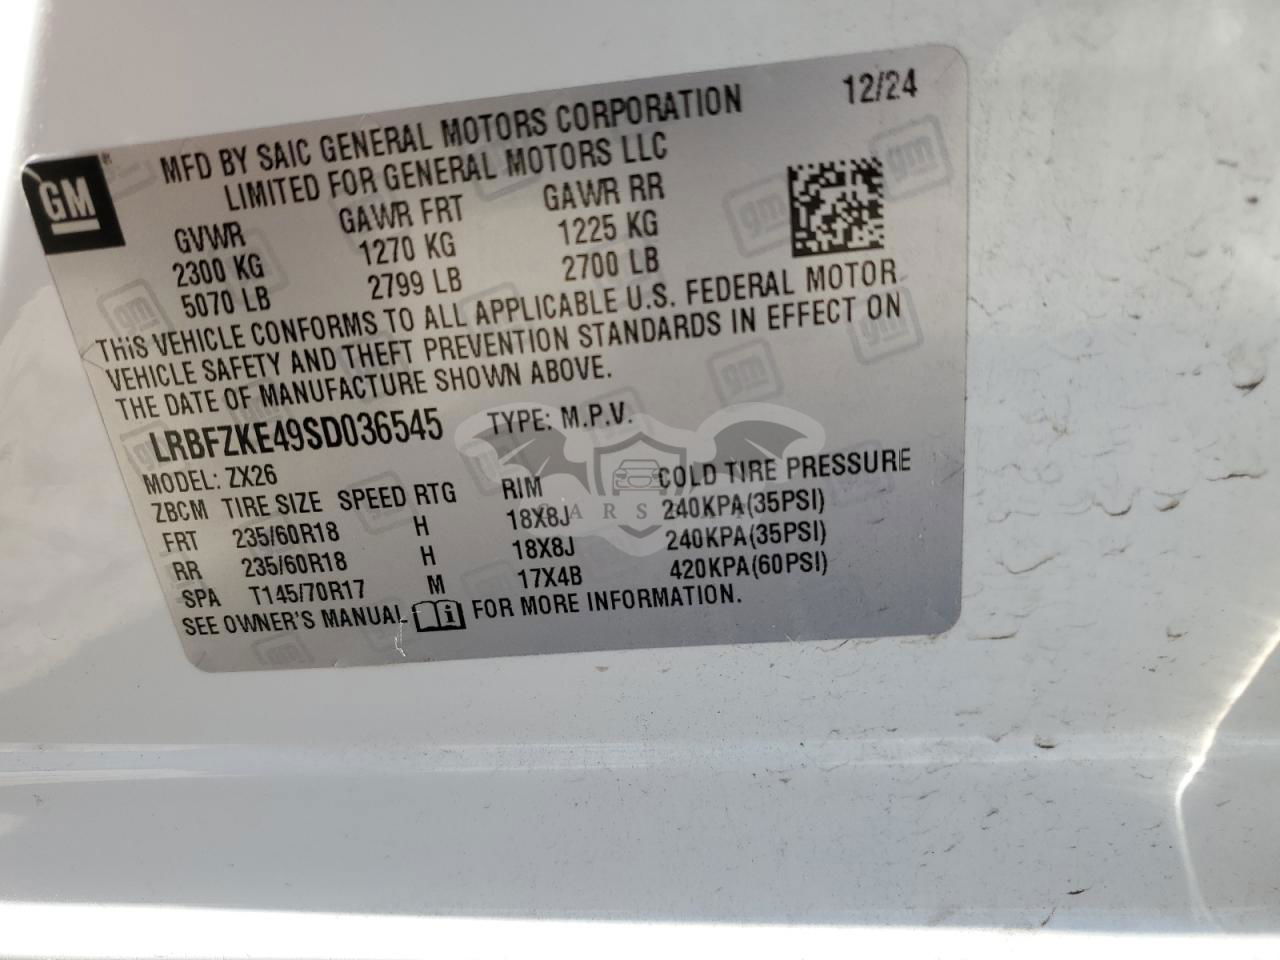 GM
MFD BY SAIC GENERAL MOTORS CORPORATION 12/24
LIMITED FOR GENERAL MOTORS LLC
GVWR GAWR FRT GAWR RR
2300 KG 1270 KG 1225 KG
5070 LB 2799 LB 2700 LB
THIS VEHICLE CONFORMS TO ALL APPLICABLE U.S. FEDERAL MOTOR
VEHICLE SAFETY AND THEFT PREVENTION STANDARDS IN EFFECT ON
THE DATE OF MANUFACTURE SHOWN ABOVE.
LRBFZKE49SD036545 TYPE: M.P.V.
MODEL: ZX26
ZBCM TIRE SIZE SPEED RTG RIM COLD TIRE PRESSURE
FRT 235/60R18 H 18X8J 240KPA(35PSI)
RR 235/60R18 H 18X8J 240KPA(35PSI)
SPA T145/70R17 M 17X4B 420KPA(60PSI)
SEE OWNER'S MANUAL FOR MORE INFORMATION.